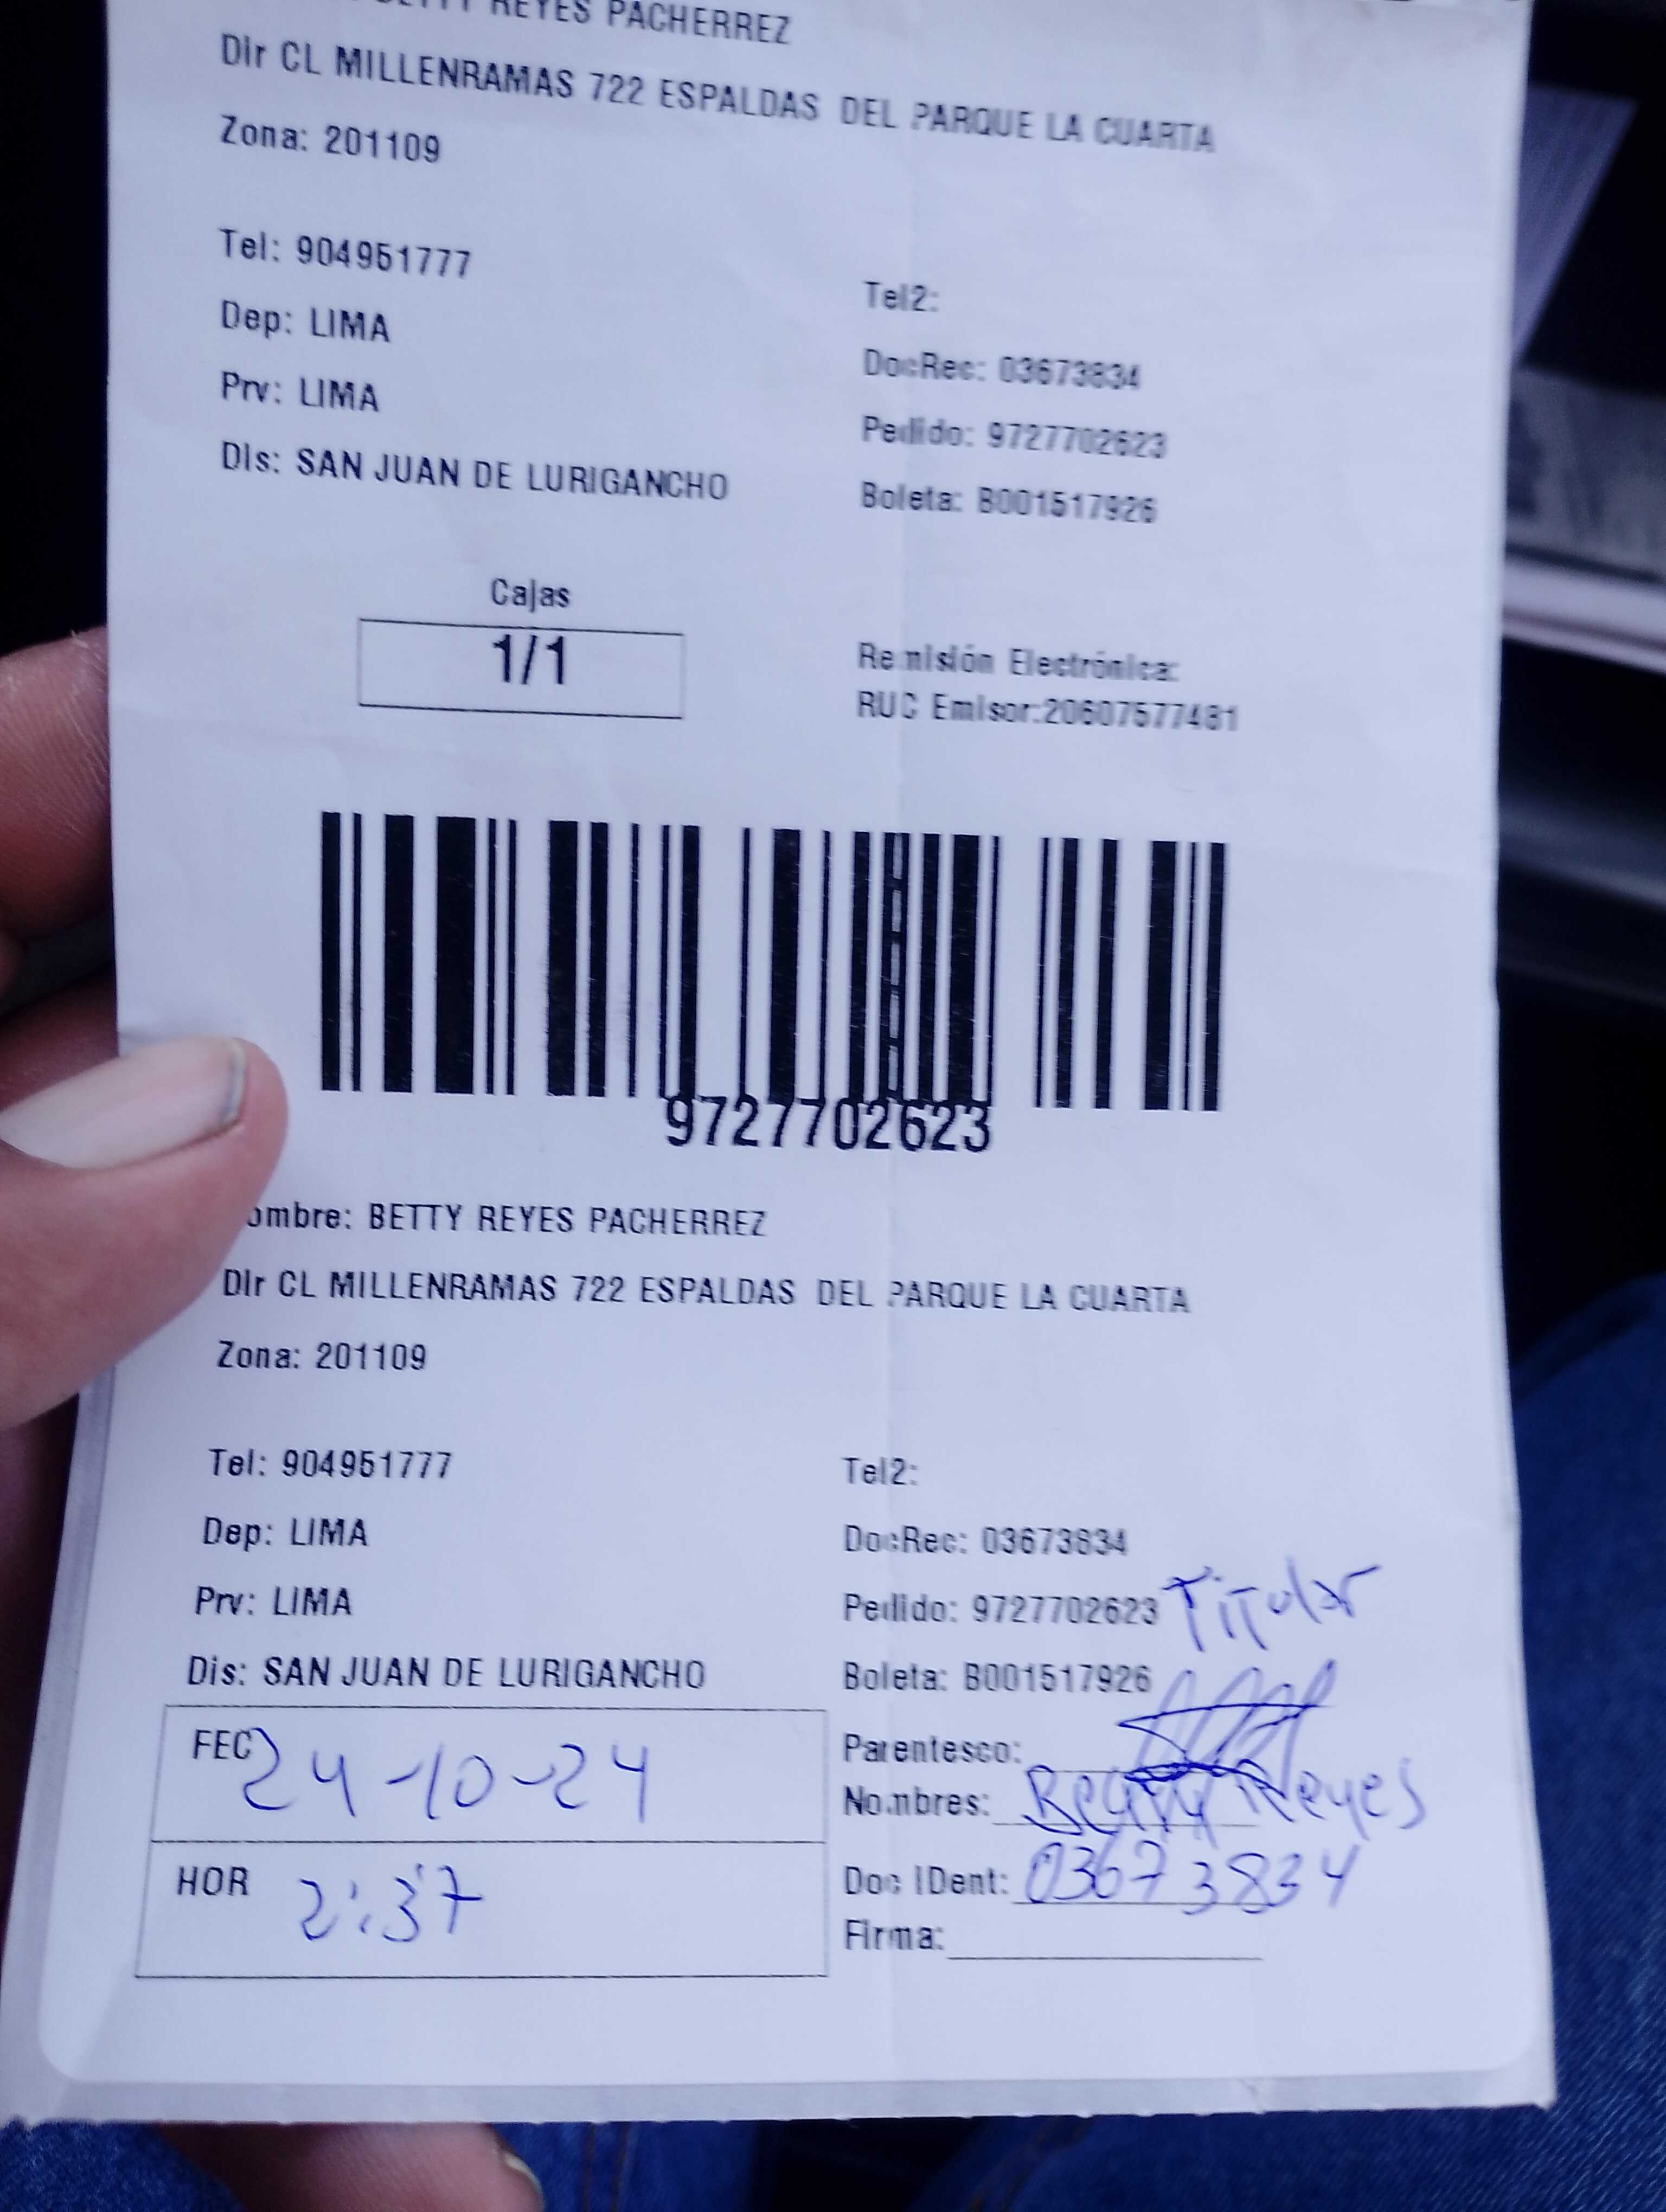 BETTY REYES PACHERREZ
Dir CL MILLENRAMAS 722 ESPALDAS DEL PARQUE LA CUARTA
Zona: 201109
Tel: 904951777
Tel2:
Dep: LIMA
DocRec: 03673834
Prv: LIMA
Pedido: 9727702623
Dis: SAN JUAN DE LURIGANCHO
Boleta: B001517926
Cajas
1/1
Remisión Electrónica:
RUC Emisor:20607577481
9727702623
ombre: BETTY REYES PACHERREZ
Dir CL MILLENRAMAS 722 ESPALDAS DEL PARQUE LA CUARTA
Zona: 201109
Tel: 904951777
Tel2:
Dep: LIMA
DocRec: 03673834
Prv: LIMA
Pedido: 9727702623 Titular
Dis: SAN JUAN DE LURIGANCHO
Boleta: B001517926
FEC 24-10-24
Parentesco:
Nombres: Betty Reyes
HOR 2:37
Doc IDent: 03673834
Firma: